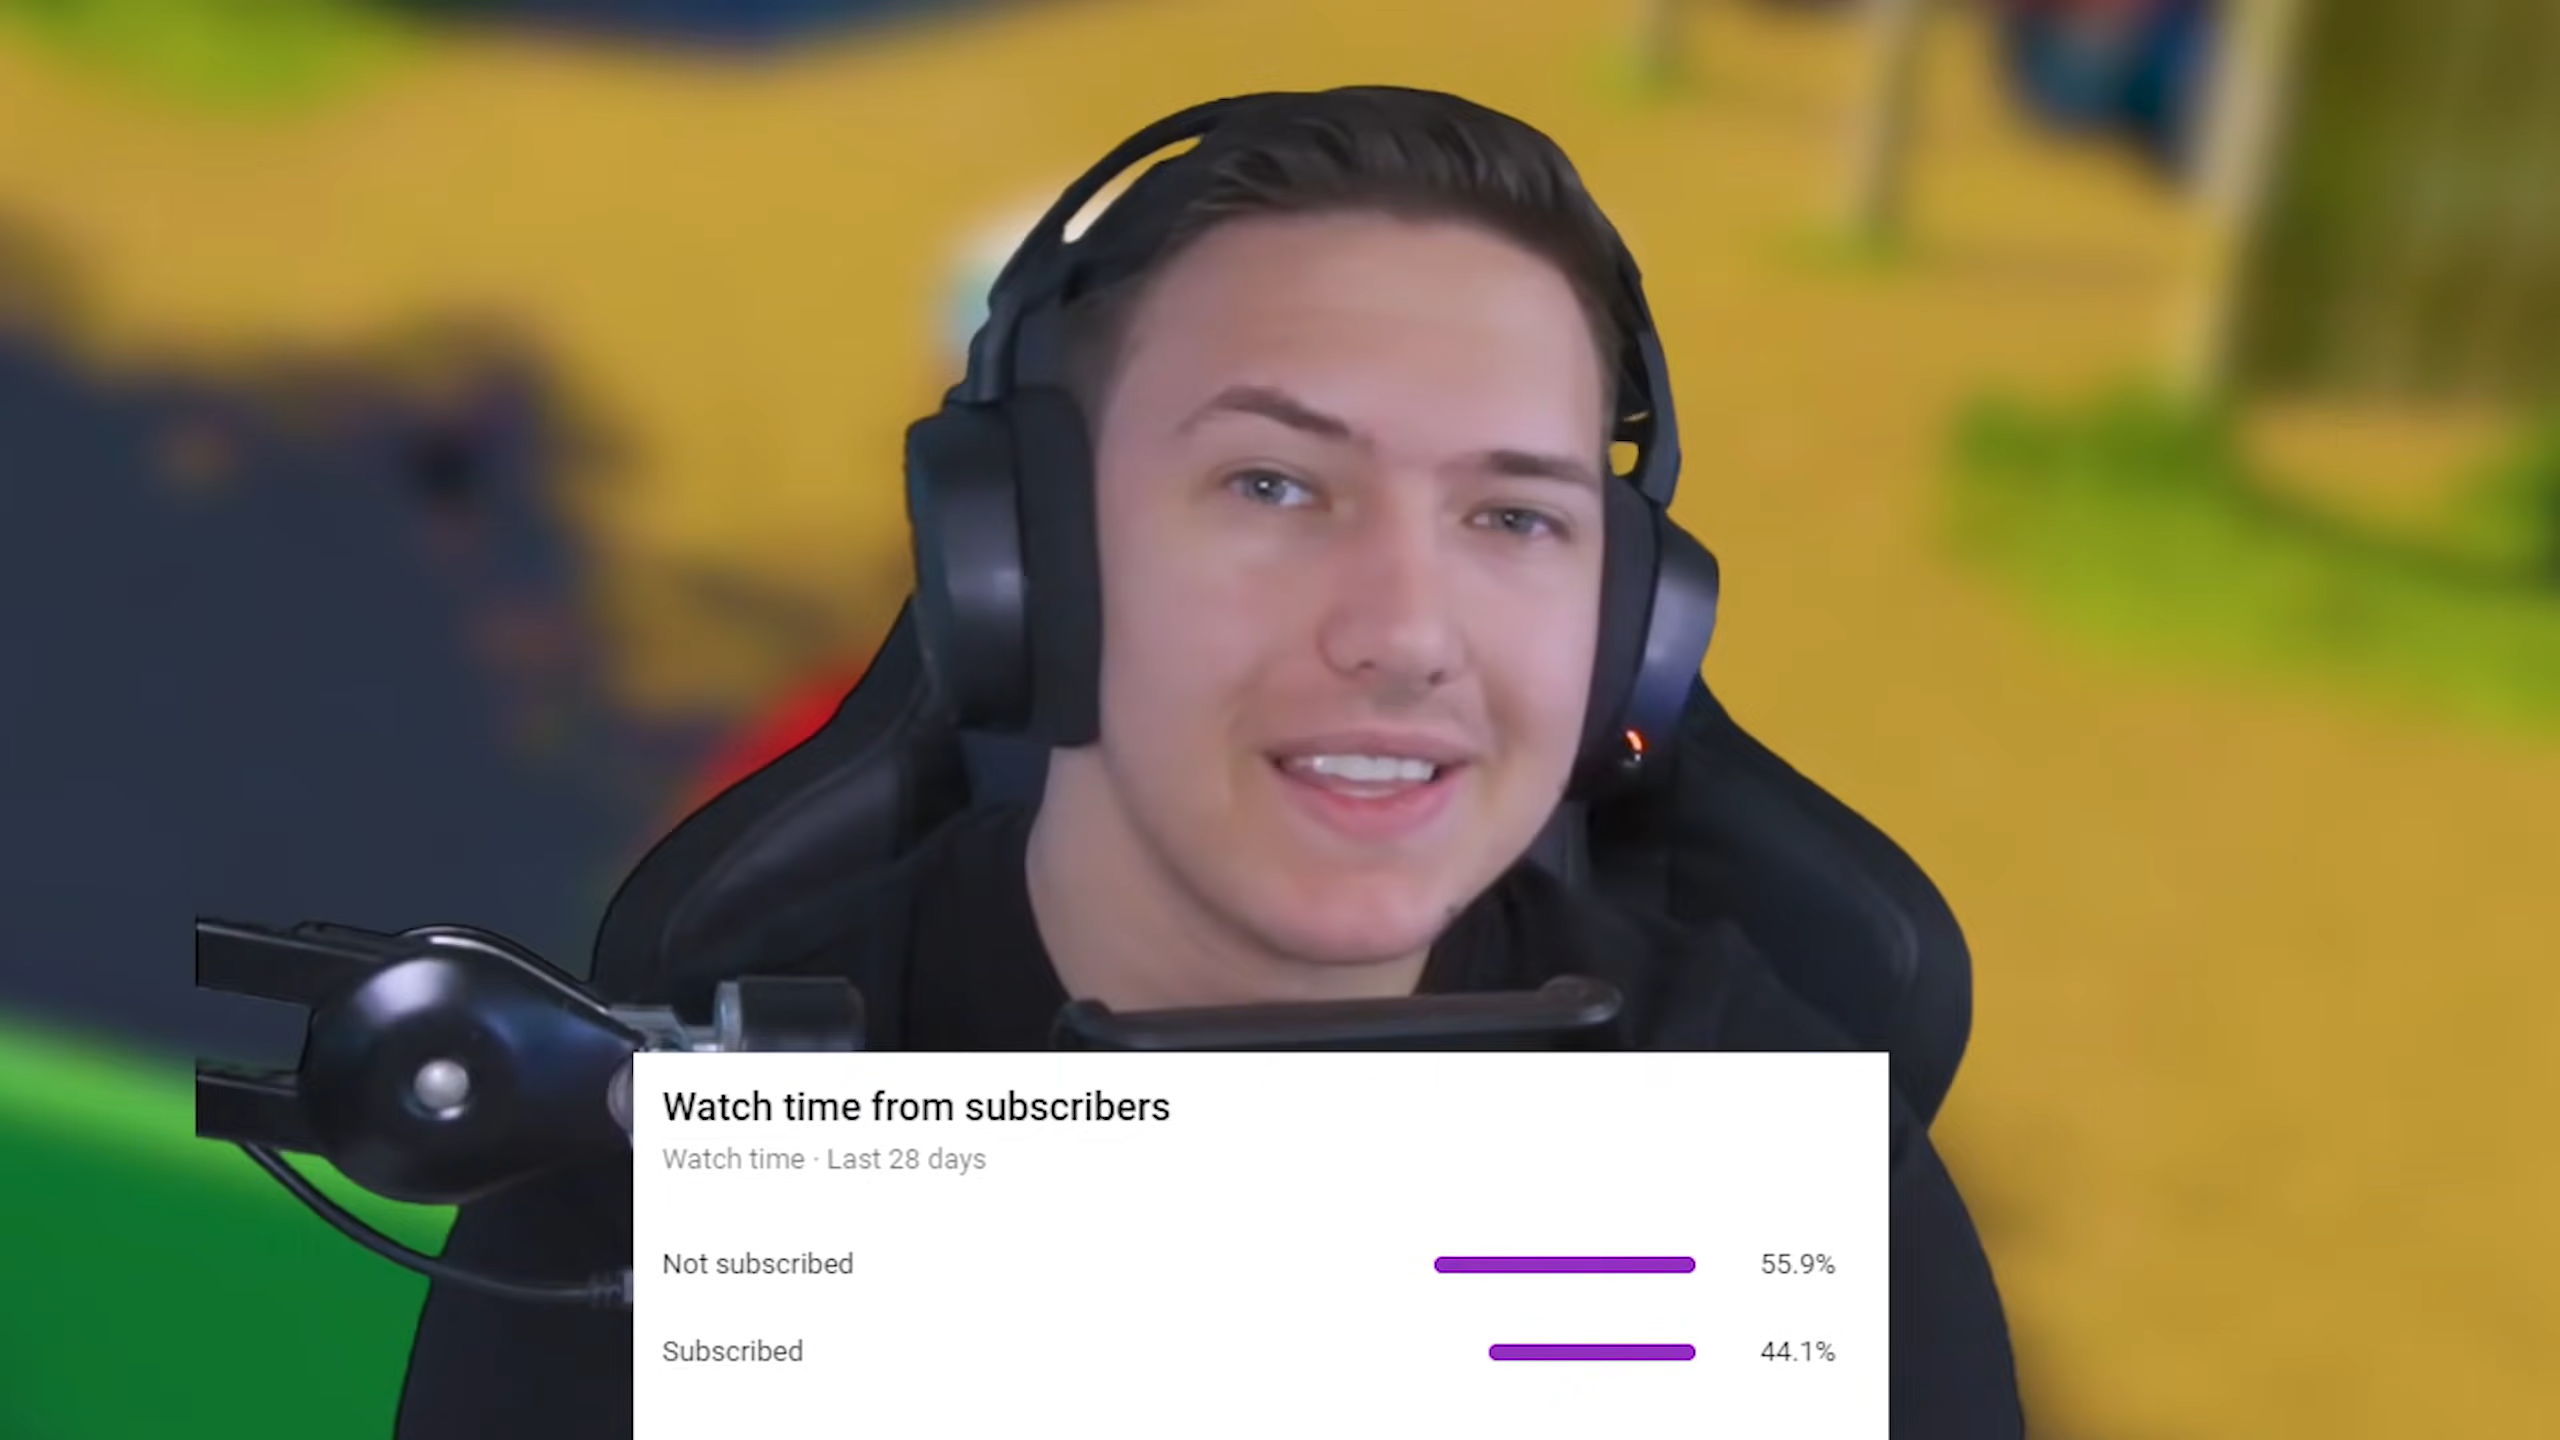 Watch time from subscribers
Watch time · Last 28 days
Not subscribed 55.9%
Subscribed 44.1%